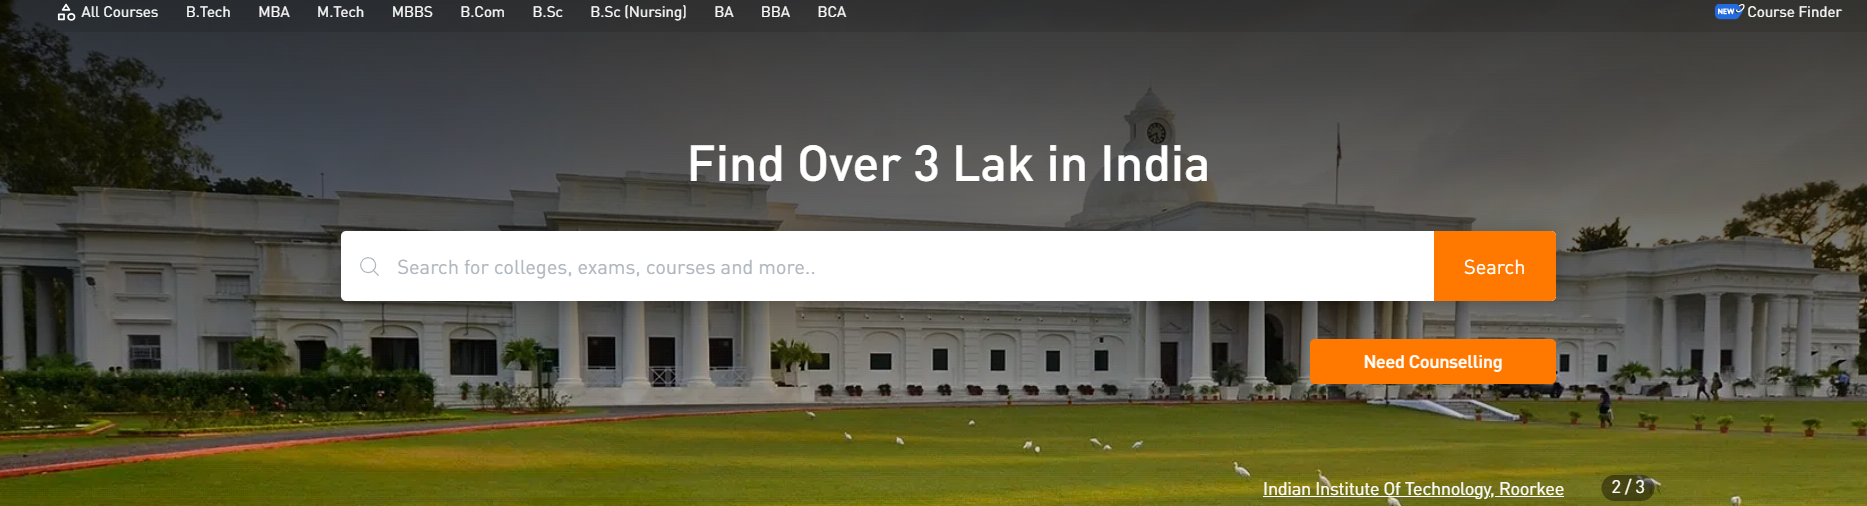 All Courses B.Tech MBA M.Tech MBBS B.Com B.Sc B.Sc (Nursing) BA BBA BCA NEW Course Finder
Find Over 3 Lak in India
Search for colleges, exams, courses and more.. Search
Need Counselling
Indian Institute Of Technology, Roorkee 2 / 3